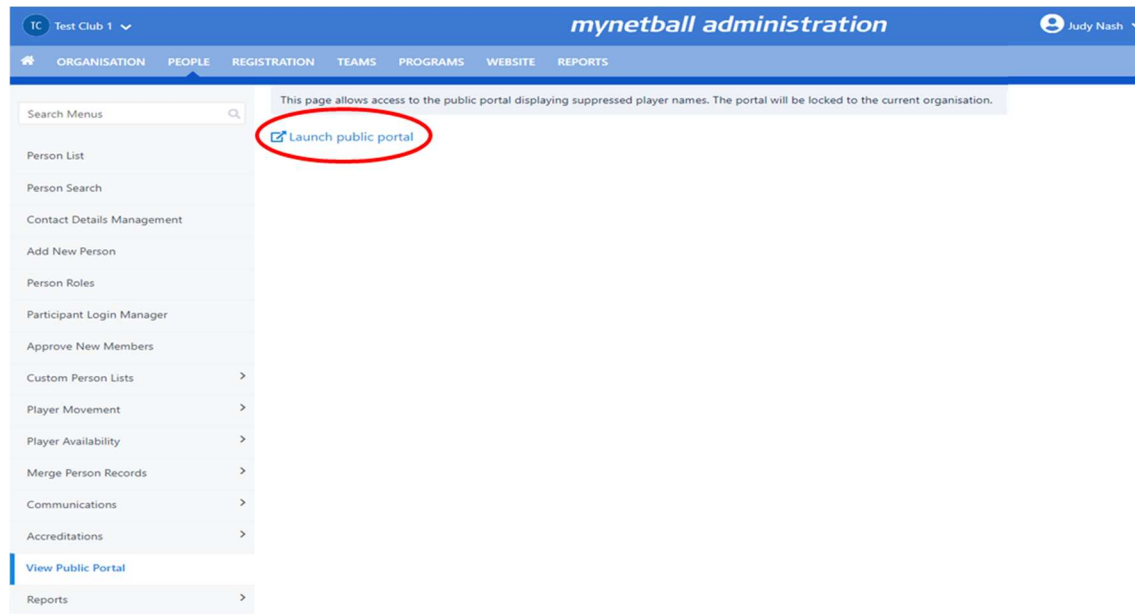 TC Test Club 1
mynetball administration
Judy Nash
ORGANISATION PEOPLE REGISTRATION TEAMS PROGRAMS WEBSITE REPORTS
Search Menus
This page allows access to the public portal displaying suppressed player names. The portal will be locked to the current organisation.
Launch public portal
Person List
Person Search
Contact Details Management
Add New Person
Person Roles
Participant Login Manager
Approve New Members
Custom Person Lists
Player Movement
Player Availability
Merge Person Records
Communications
Accreditations
View Public Portal
Reports